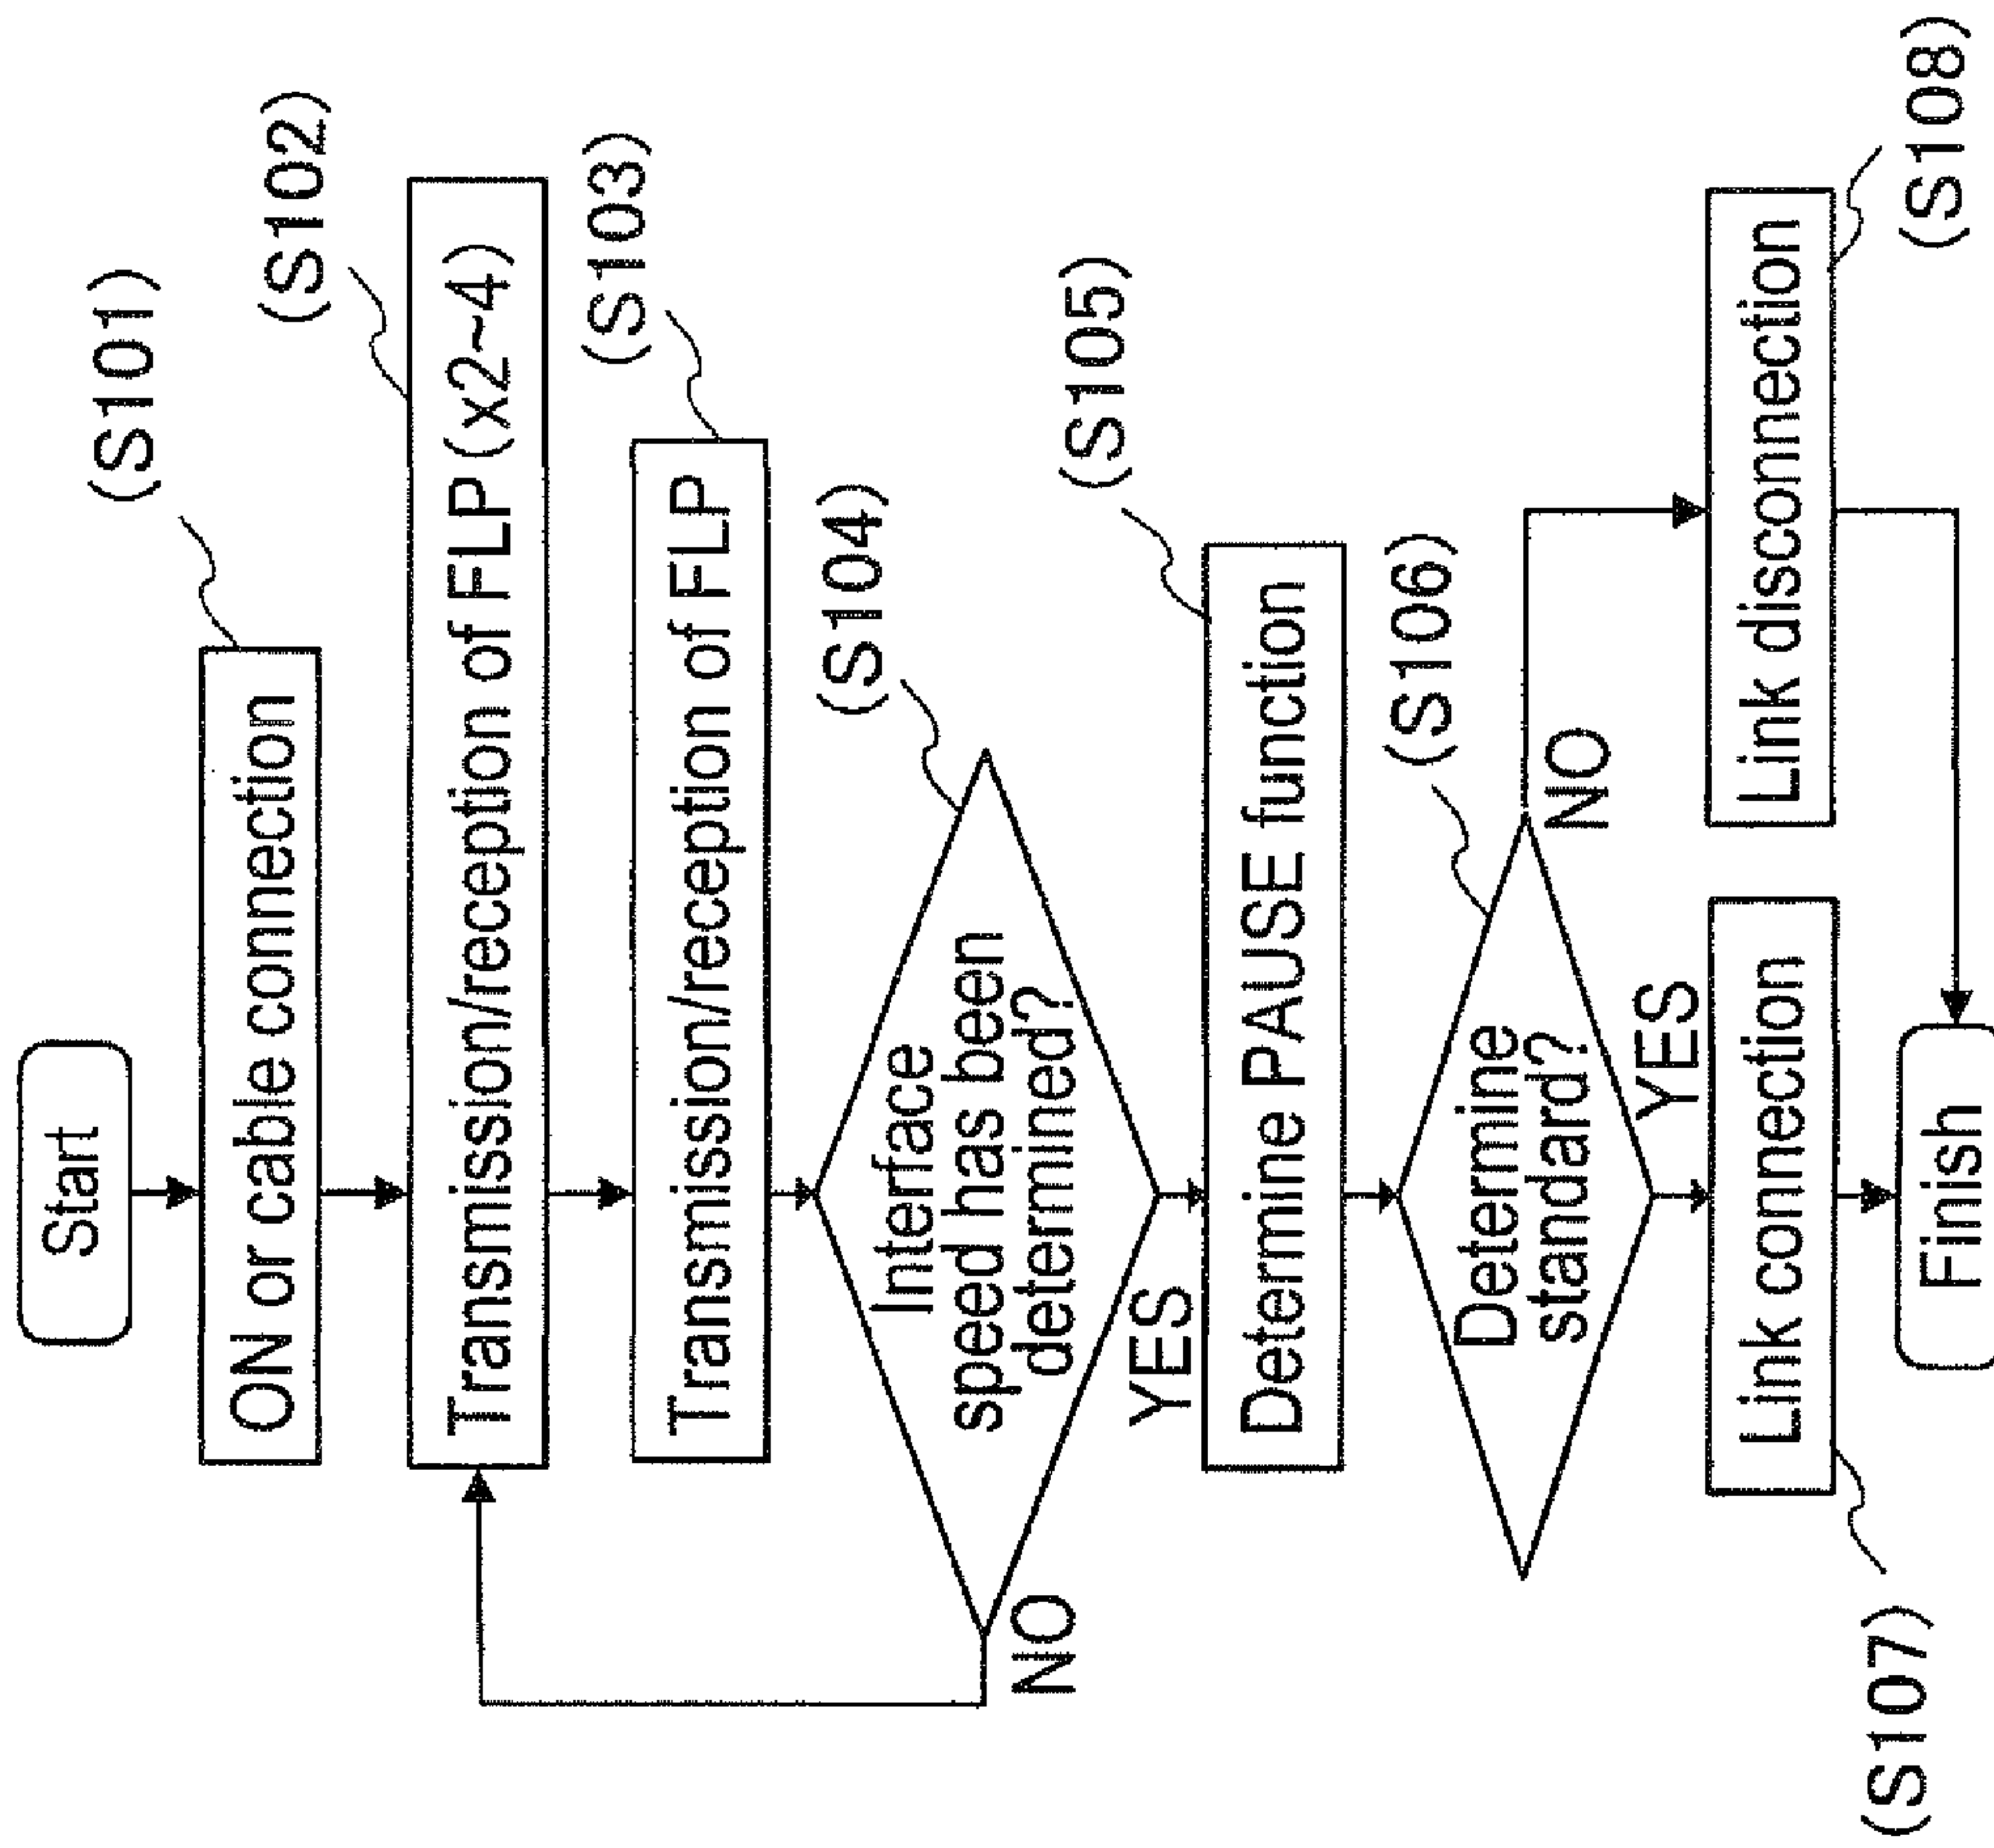 Start
(S101)
ON or cable connection
(S102)
Transmission/reception of FLP (x2~4)
(S103)
Transmission/reception of FLP
(S104)
Interface
speed has been
determined?
NO
YES
(S105)
Determine PAUSE function
(S106)
Determine
standard?
NO
YES
Link connection
Link disconnection
(S107)
(S108)
Finish